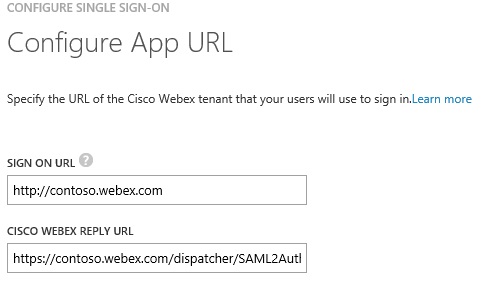 CONFIGURE SINGLE SIGN-ON
Configure App URL
Specify the URL of the Cisco Webex tenant that your users will use to sign in.Learn more
SIGN ON URL ?
http://contoso.webex.com
CISCO WEBEX REPLY URL
https://contoso.webex.com/dispatcher/SAML2Autl